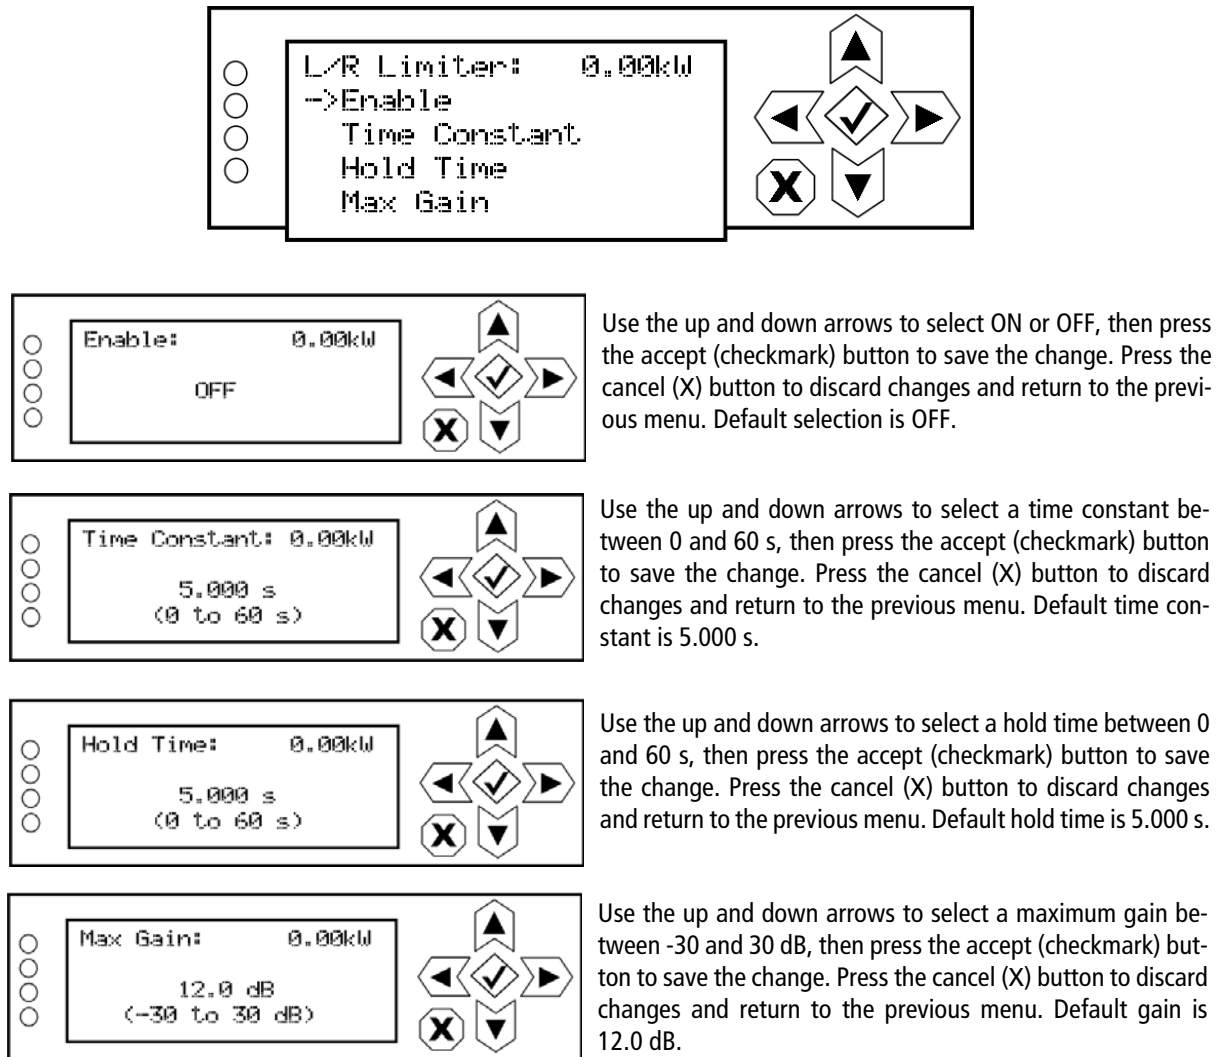 L/R Limiter: 0.00kW
->Enable
Time Constant
Hold Time
Max Gain
Enable: 0.00kW
OFF
Use the up and down arrows to select ON or OFF, then press
the accept (checkmark) button to save the change. Press the
cancel (X) button to discard changes and return to the previ-
ous menu. Default selection is OFF.
Time Constant: 0.00kW
5.000 s
(0 to 60 s)
Use the up and down arrows to select a time constant be-
tween 0 and 60 s, then press the accept (checkmark) button
to save the change. Press the cancel (X) button to discard
changes and return to the previous menu. Default time con-
stant is 5.000 s.
Hold Time: 0.00kW
5.000 s
(0 to 60 s)
Use the up and down arrows to select a hold time between 0
and 60 s, then press the accept (checkmark) button to save
the change. Press the cancel (X) button to discard changes
and return to the previous menu. Default hold time is 5.000 s.
Max Gain: 0.00kW
12.0 dB
(-30 to 30 dB)
Use the up and down arrows to select a maximum gain be-
tween -30 and 30 dB, then press the accept (checkmark) but-
ton to save the change. Press the cancel (X) button to discard
changes and return to the previous menu. Default gain is
12.0 dB.